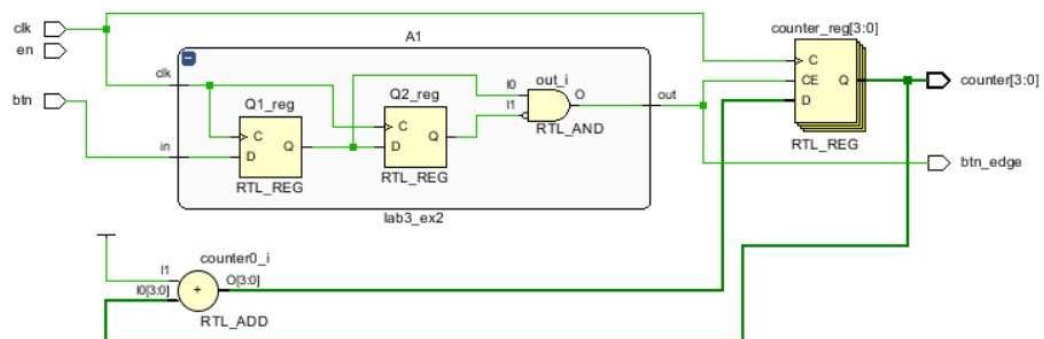 clk
en
btn
A1
clk
in
Q1_reg
C
D
Q
RTL_REG
Q2_reg
C
D
Q
RTL_REG
out_i
I0
I1
O
RTL_AND
out
lab3_ex2
counter_reg[3:0]
C
CE
D
Q
RTL_REG
counter[3:0]
btn_edge
counter0_i
I1
I0[3:0]
+
O[3:0]
RTL_ADD